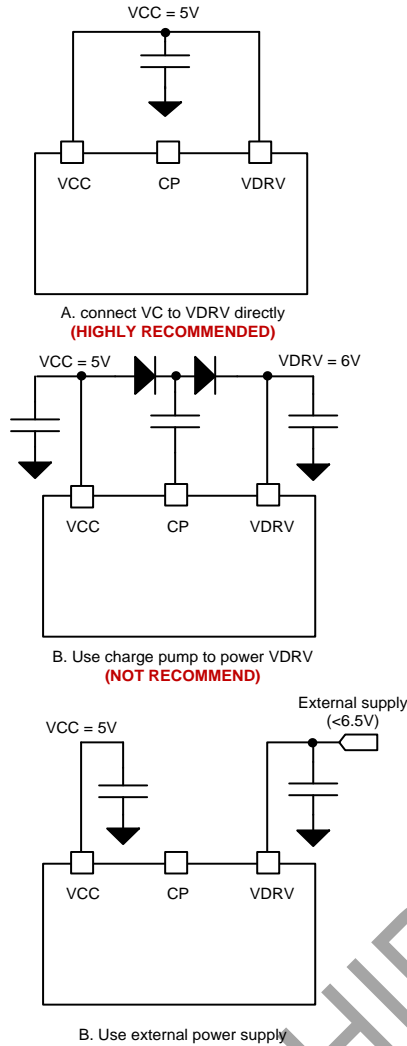 VCC = 5V
VCC CP VDRV
A. connect VC to VDRV directly
(HIGHLY RECOMMENDED)
VCC = 5V VDRV = 6V
VCC CP VDRV
B. Use charge pump to power VDRV
(NOT RECOMMEND)
External supply
(<6.5V)
VCC = 5V
VCC CP VDRV
B. Use external power supply